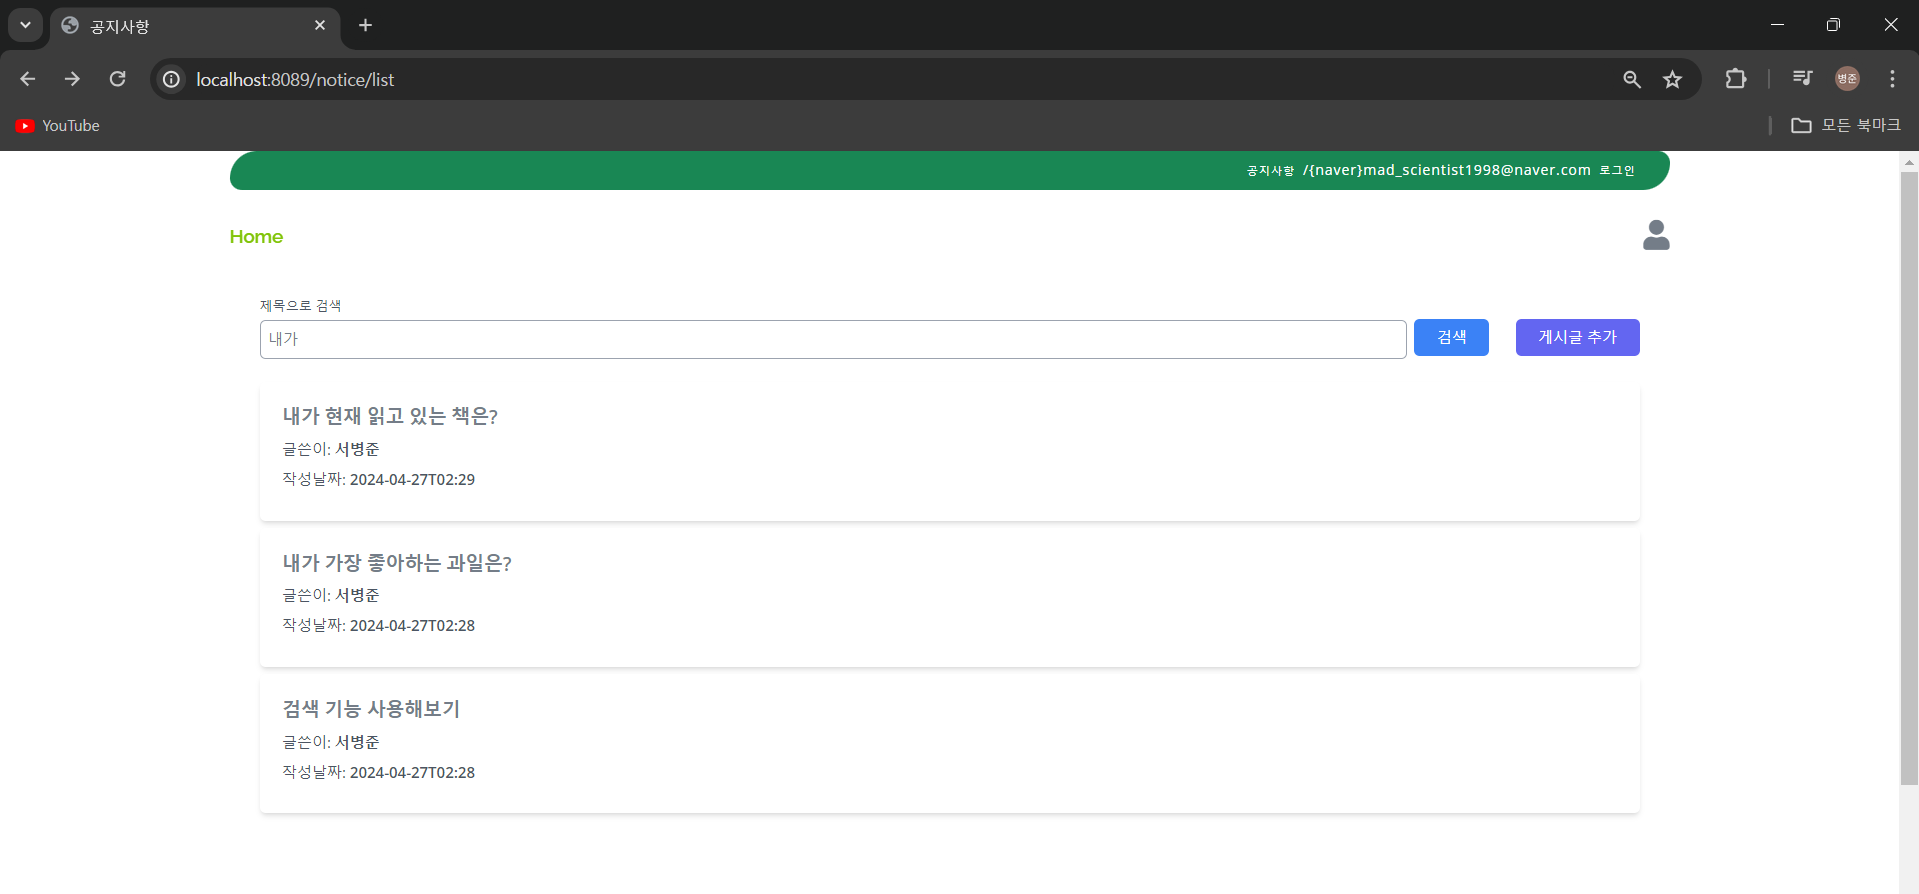 공지사항
localhost:8089/notice/list
병준
YouTube
모든 북마크
공지사항 /{naver}mad_scientist1998@naver.com 로그인
Home
제목으로 검색
내가 검색 게시글 추가
내가 현재 읽고 있는 책은?
글쓴이: 서병준
작성날짜: 2024-04-27T02:29
내가 가장 좋아하는 과일은?
글쓴이: 서병준
작성날짜: 2024-04-27T02:28
검색 기능 사용해보기
글쓴이: 서병준
작성날짜: 2024-04-27T02:28